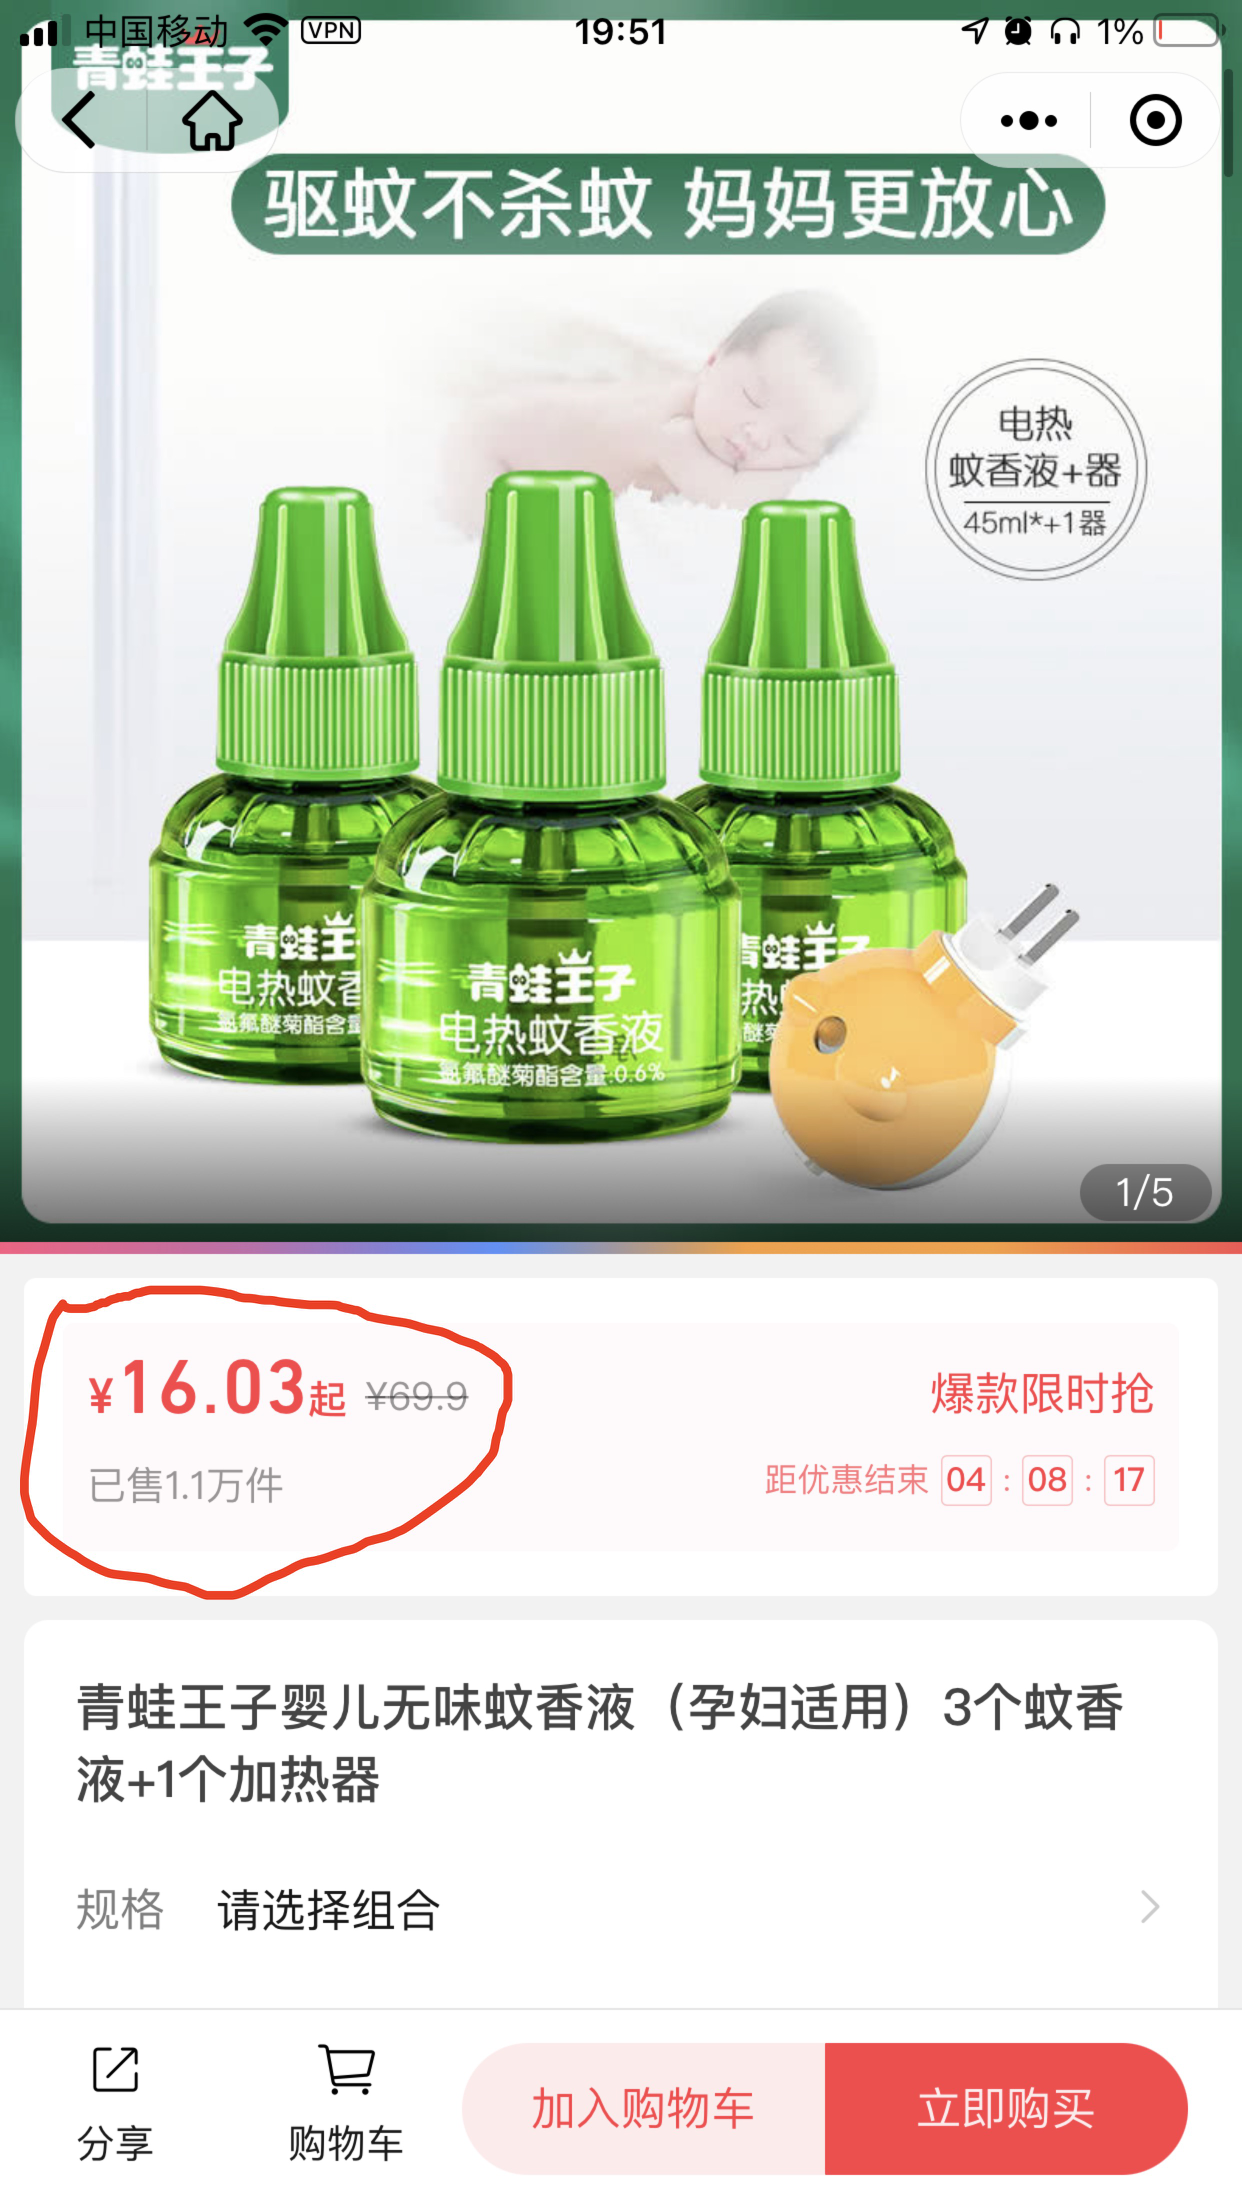 中国移动 VPN 19:51 1%
青蛙王子
驱蚊不杀蚊 妈妈更放心
电热
蚊香液+器
45ml*+1器
青蛙王
电热蚊香
氯氟醚菊酯含量
青蛙王子
电热蚊香液
氯氟醚菊酯含量:0.6%
青蛙王子
热
醚菊
1/5
¥16.03起 ¥69.9
爆款限时抢
已售1.1万件
距优惠结束 04 : 08 : 17
青蛙王子婴儿无味蚊香液（孕妇适用）3个蚊香
液+1个加热器
规格 请选择组合
分享
购物车
加入购物车
立即购买